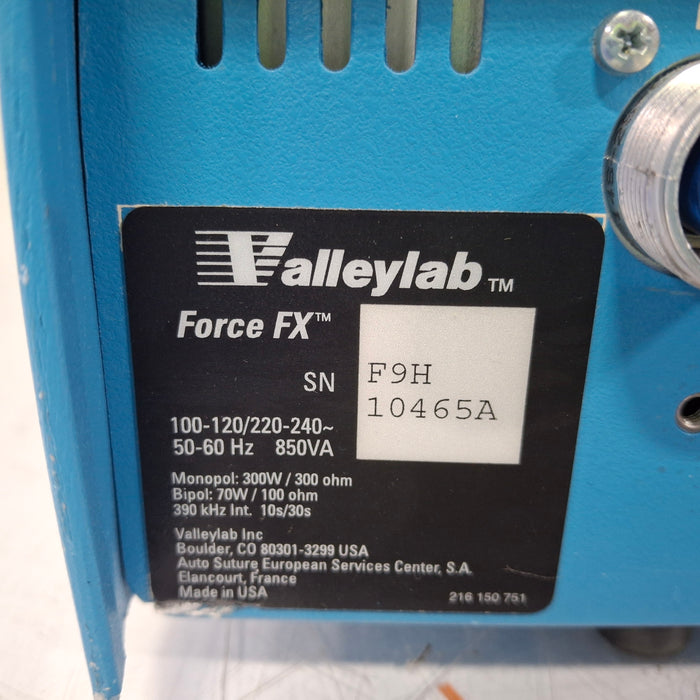 Valleylab™
Force FX™
SN
F9H
10465A
100-120/220-240~
50-60 Hz 850VA
Monopol: 300W / 300 ohm
Bipol: 70W / 100 ohm
390 kHz Int. 10s/30s
Valleylab Inc
Boulder, CO 80301-3299 USA
Auto Suture European Services Center, S.A.
Elancourt, France
Made in USA
216 150 751